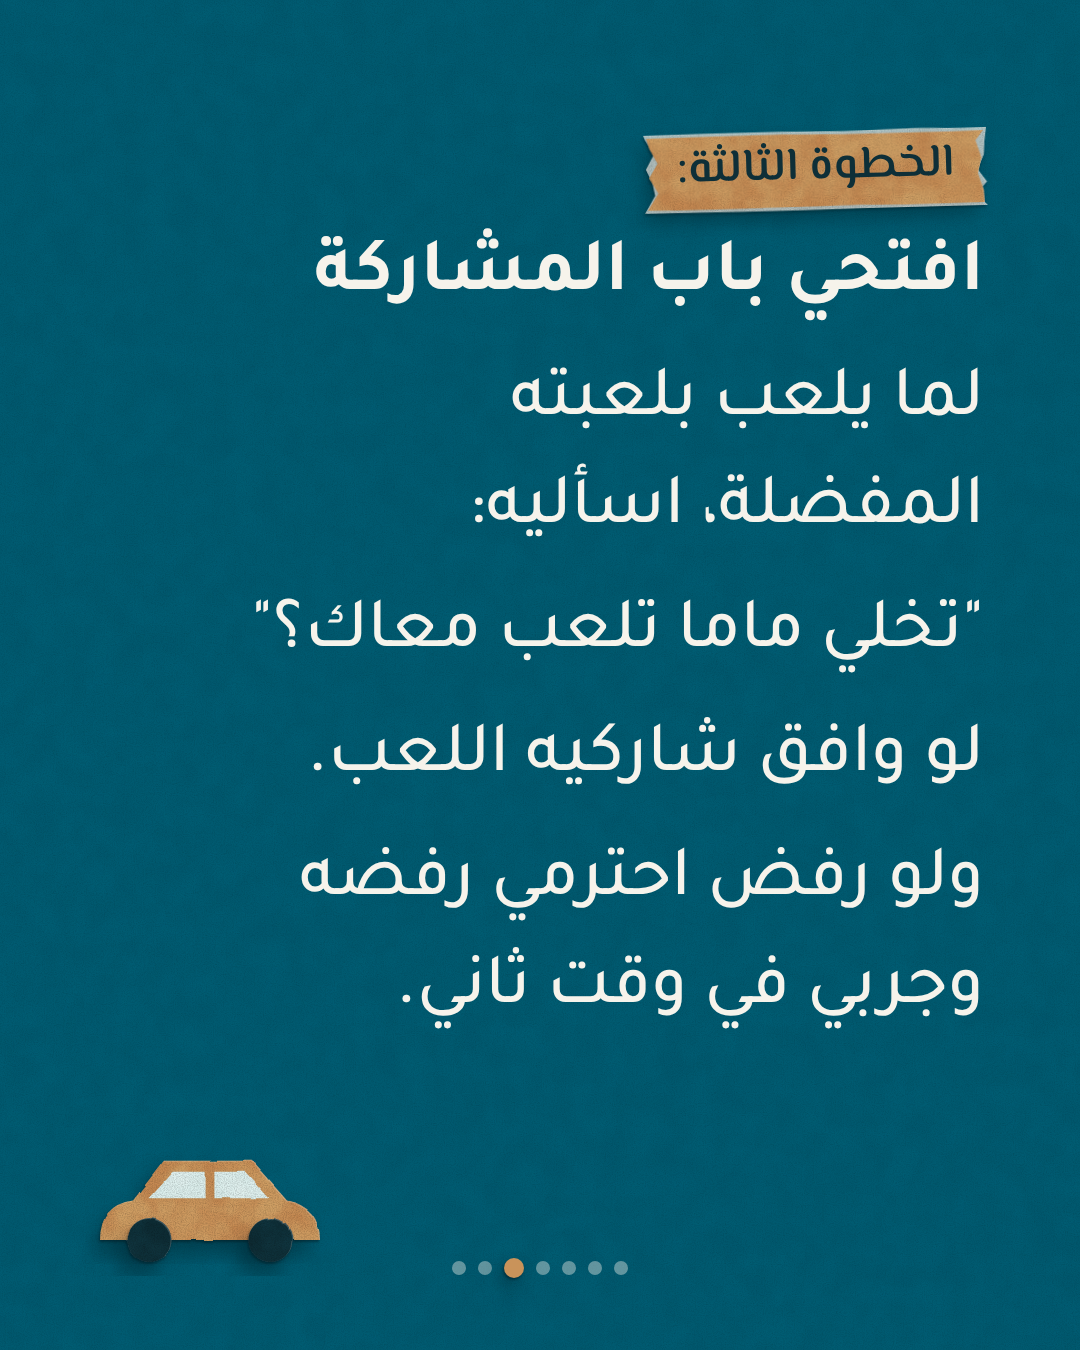 الخطوة الثالثة:
افتحي باب المشاركة
لما يلعب بلعبته
المفضلة، اسأليه:
"تخلي ماما تلعب معاك؟"
لو وافق شاركيه اللعب.
ولو رفض احترمي رفضه
وجربي في وقت ثاني.